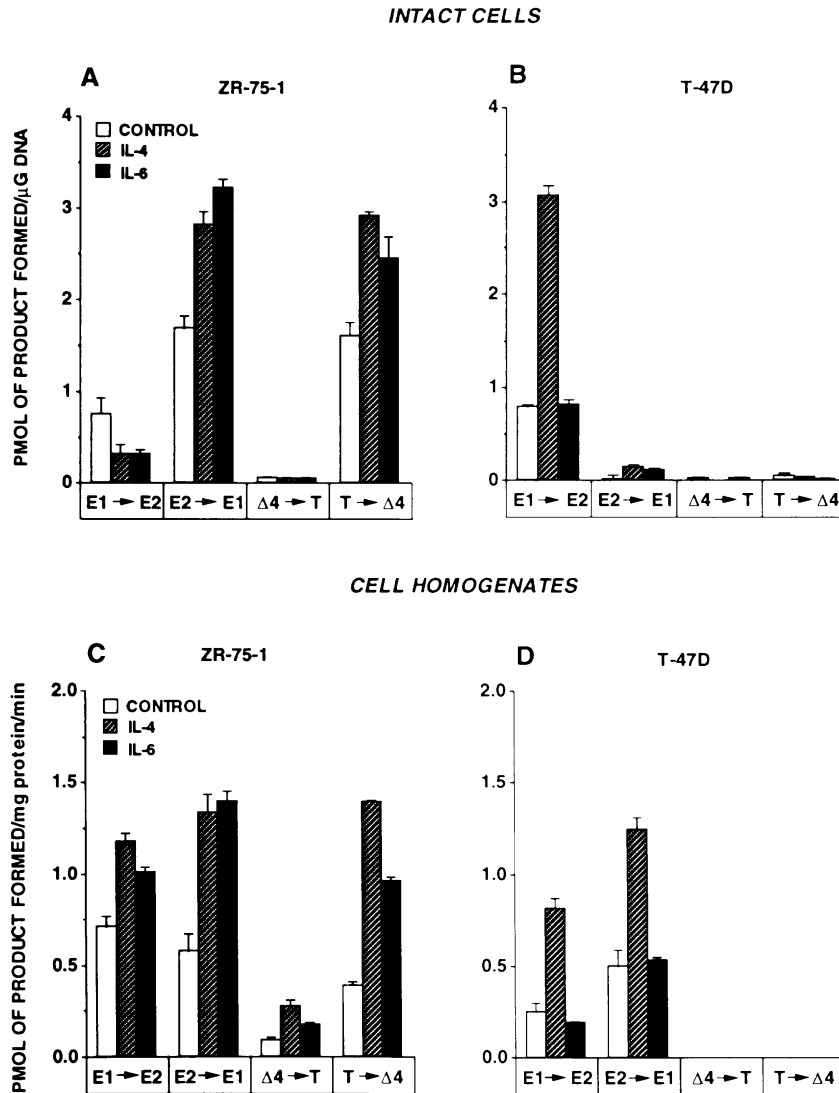 INTACT CELLS
A
ZR-75-1
B
T-47D
PMOL OF PRODUCT FORMED/µG DNA
4
3
2
1
0
CONTROL
IL-4
IL-6
E1 → E2
E2 → E1
Δ4 → T
T → Δ4
4
3
2
1
0
E1 → E2
E2 → E1
Δ4 → T
T → Δ4
CELL HOMOGENATES
C
ZR-75-1
D
T-47D
PMOL OF PRODUCT FORMED/mg protein/min
2.0
1.5
1.0
0.5
0.0
CONTROL
IL-4
IL-6
E1 → E2
E2 → E1
Δ4 → T
T → Δ4
2.0
1.5
1.0
0.5
0.0
E1 → E2
E2 → E1
Δ4 → T
T → Δ4